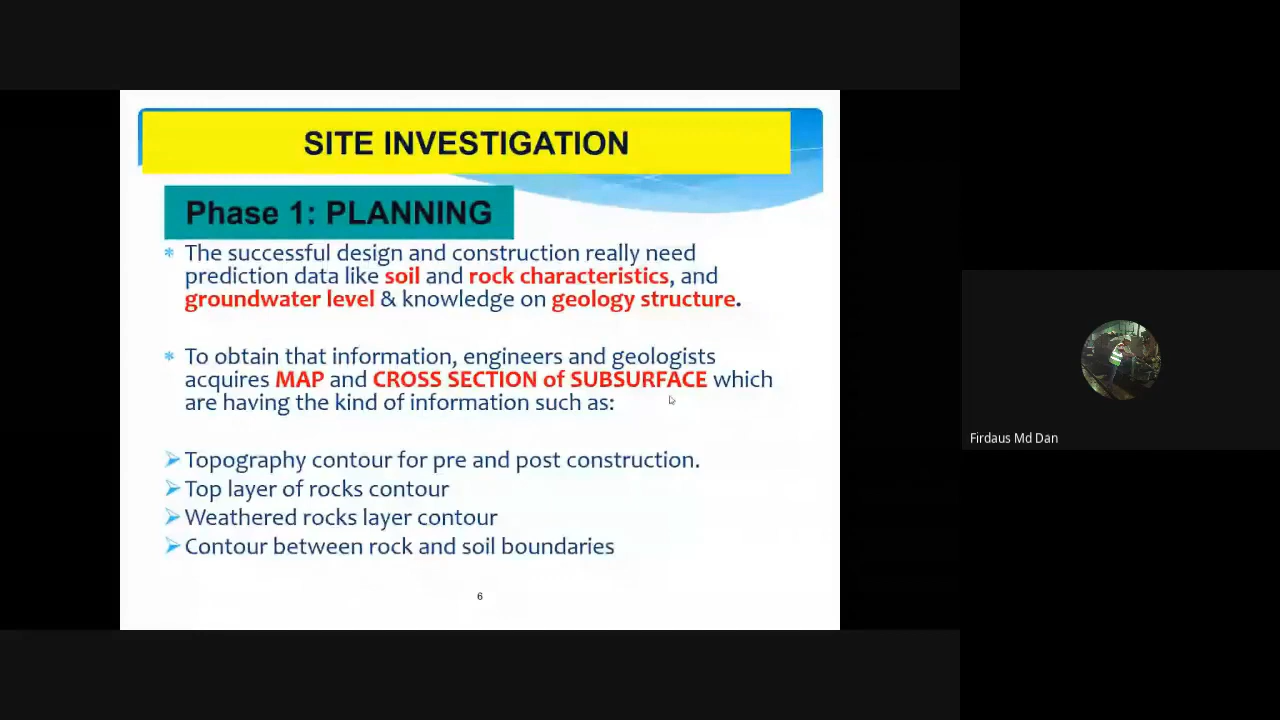 SITE INVESTIGATION
Phase 1: PLANNING
The successful design and construction really need
prediction data like soil and rock characteristics, and
groundwater level & knowledge on geology structure.
To obtain that information, engineers and geologists
acquires MAP and CROSS SECTION of SUBSURFACE which
are having the kind of information such as:
Topography contour for pre and post construction.
Top layer of rocks contour
Weathered rocks layer contour
Contour between rock and soil boundaries
6
Firdaus Md Dan